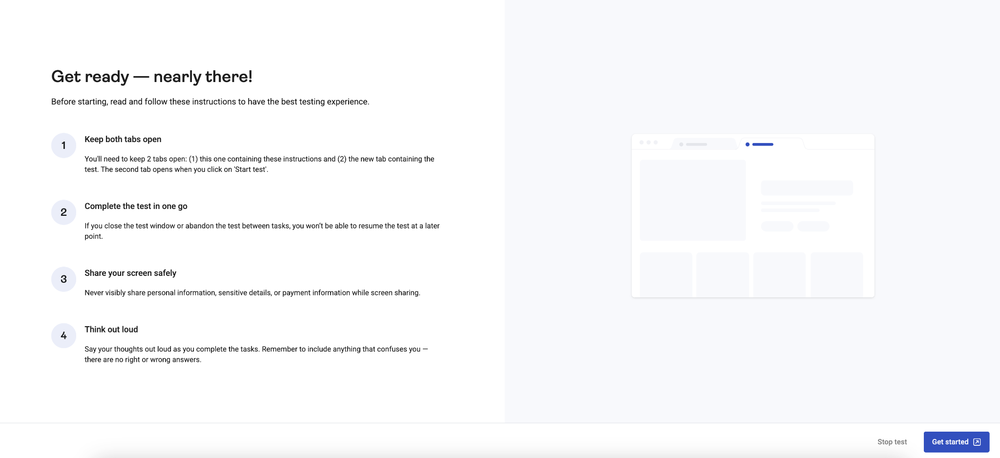 Get ready — nearly there!
Before starting, read and follow these instructions to have the best testing experience.
1
Keep both tabs open
You'll need to keep 2 tabs open: (1) this one containing these instructions and (2) the new tab containing the
test. The second tab opens when you click on 'Start test'.
2
Complete the test in one go
If you close the test window or abandon the test between tasks, you won’t be able to resume the test at a later
point.
3
Share your screen safely
Never visibly share personal information, sensitive details, or payment information while screen sharing.
4
Think out loud
Say your thoughts out loud as you complete the tasks. Remember to include anything that confuses you —
there are no right or wrong answers.
Stop test
Get started